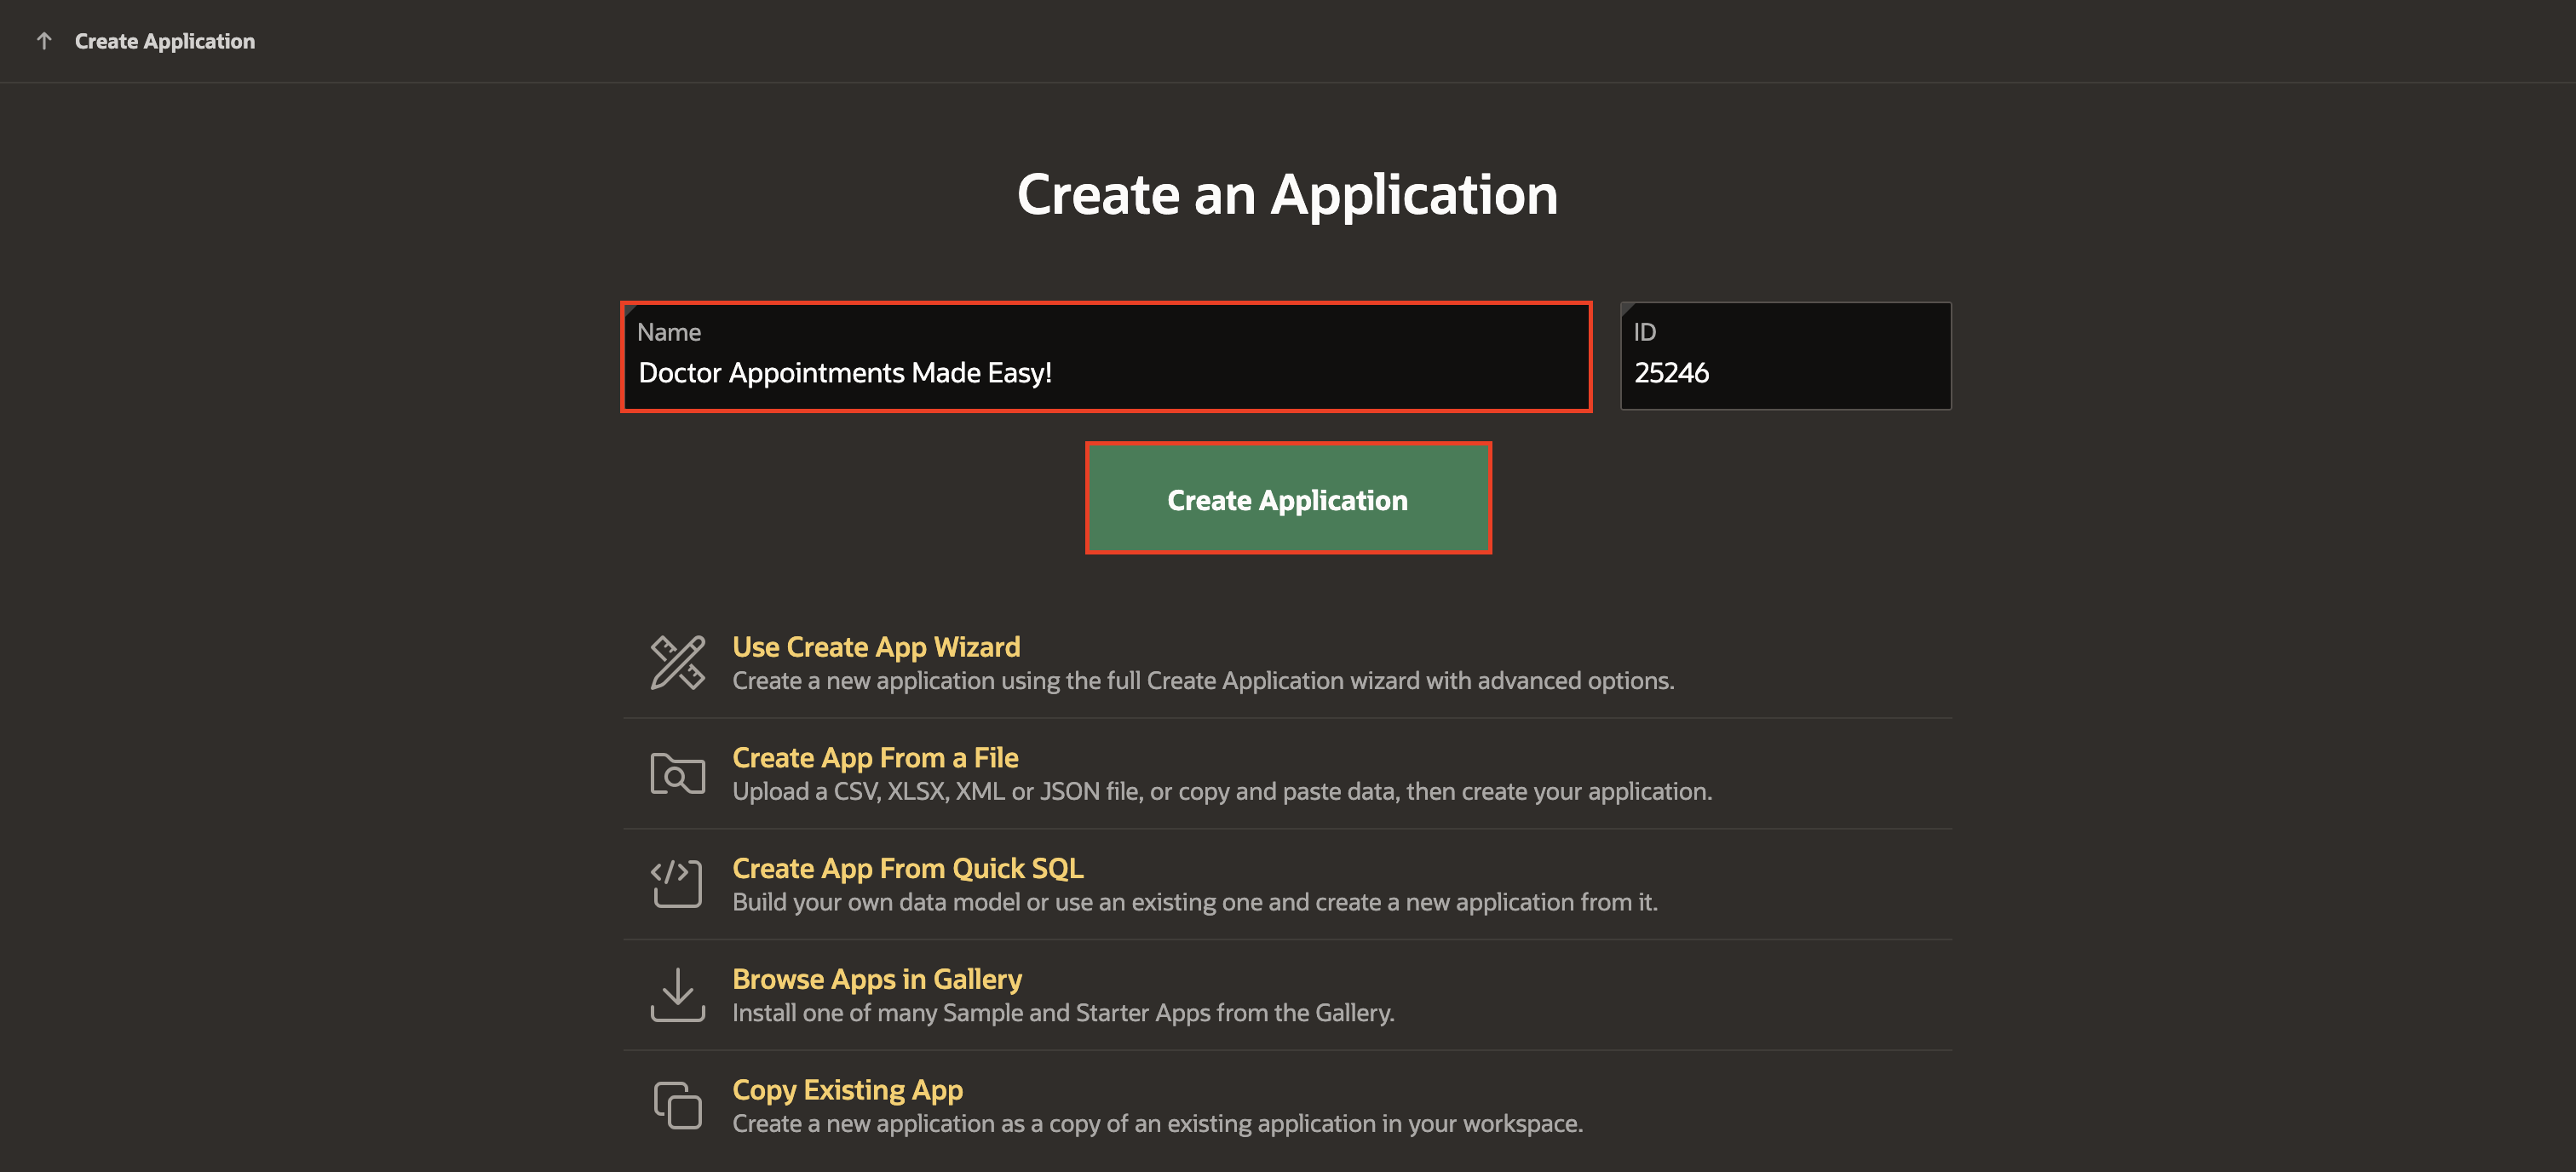 Create Application
Create an Application
Name
Doctor Appointments Made Easy!
ID
25246
Create Application
Use Create App Wizard
Create a new application using the full Create Application wizard with advanced options.
Create App From a File
Upload a CSV, XLSX, XML or JSON file, or copy and paste data, then create your application.
Create App From Quick SQL
Build your own data model or use an existing one and create a new application from it.
Browse Apps in Gallery
Install one of many Sample and Starter Apps from the Gallery.
Copy Existing App
Create a new application as a copy of an existing application in your workspace.